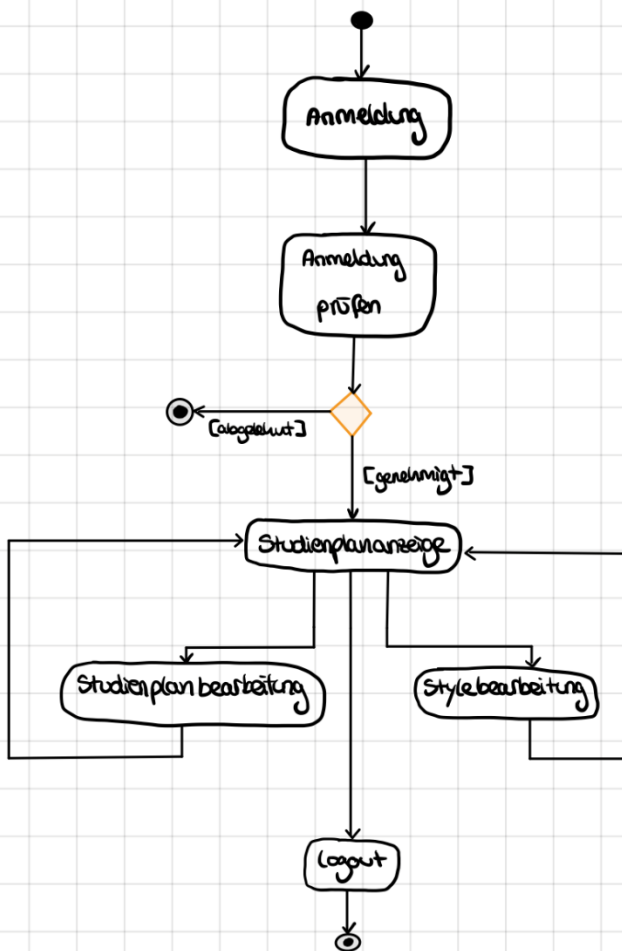 Anmeldung
Anmeldung
prüfen
[abgelehnt]
[genehmigt]
Studienplananzeige
Studienplanbearbeitung
Stylebearbeitung
Logout